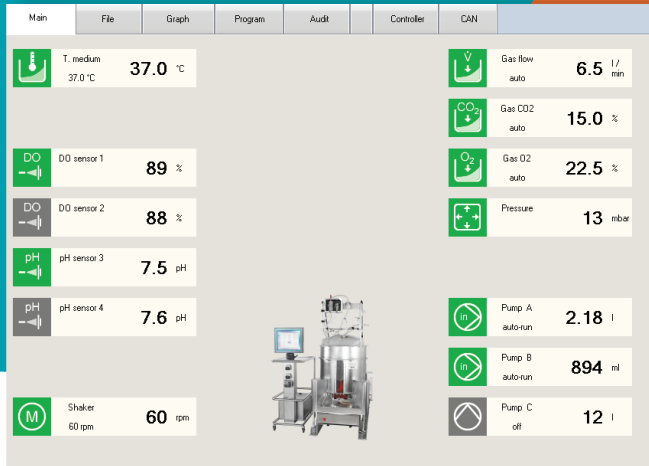 Main File Graph Program Audit Controller CAN
T. medium 37.0 °C
37.0 °C
V̇ Gas flow 6.5 l / min
auto
CO2 Gas CO2 15.0 %
auto
DO DO sensor 1 89 %
O2 Gas O2 22.5 %
auto
DO DO sensor 2 88 %
Pressure 13 mbar
pH pH sensor 3 7.5 pH
pH pH sensor 4 7.6 pH
in Pump A 2.18 l
auto-run
in Pump B 894 ml
auto-run
M Shaker 60 rpm
60 rpm
Pump C 12 l
off